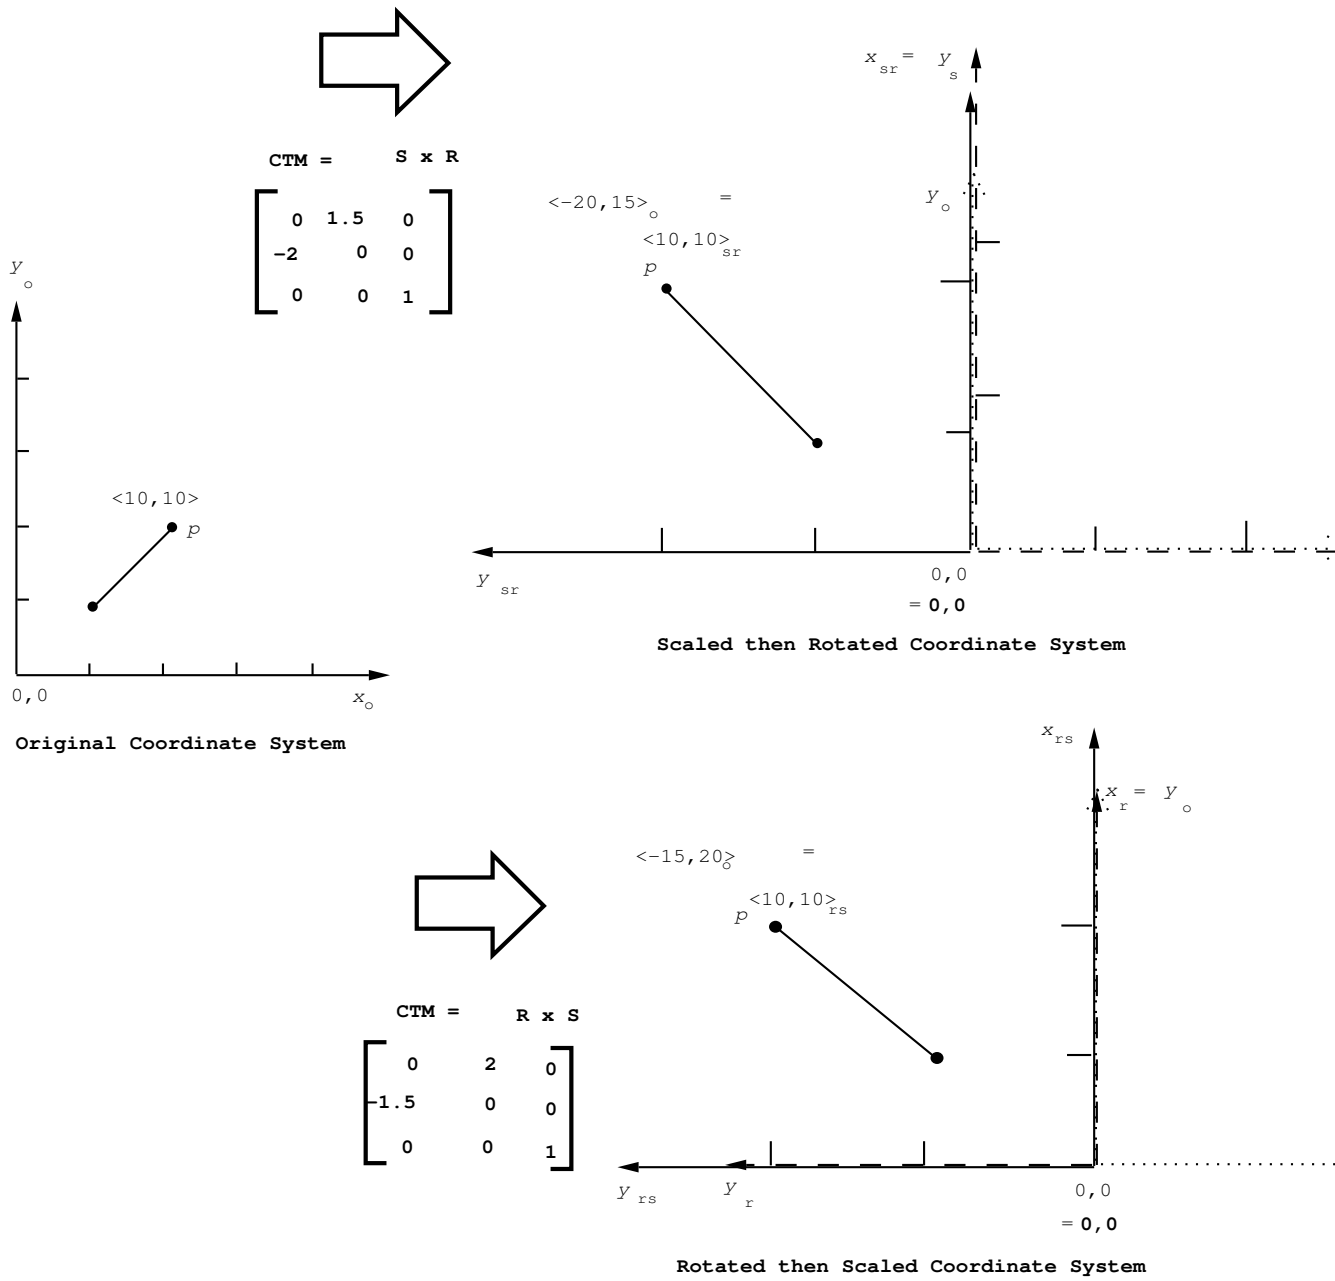 x sr = y s
CTM = S x R
0 1.5 0
−2 0 0
0 0 1
<−20,15> o =
<10,10> sr
p
y o
y o
<10,10>
p
0,0
x o
Original Coordinate System
y sr
0,0
= 0,0
Scaled then Rotated Coordinate System
x rs
x r = y o
<−15,20> o =
<10,10> rs
p
CTM = R x S
0 2 0
−1.5 0 0
0 0 1
y rs
y r
0,0
= 0,0
Rotated then Scaled Coordinate System